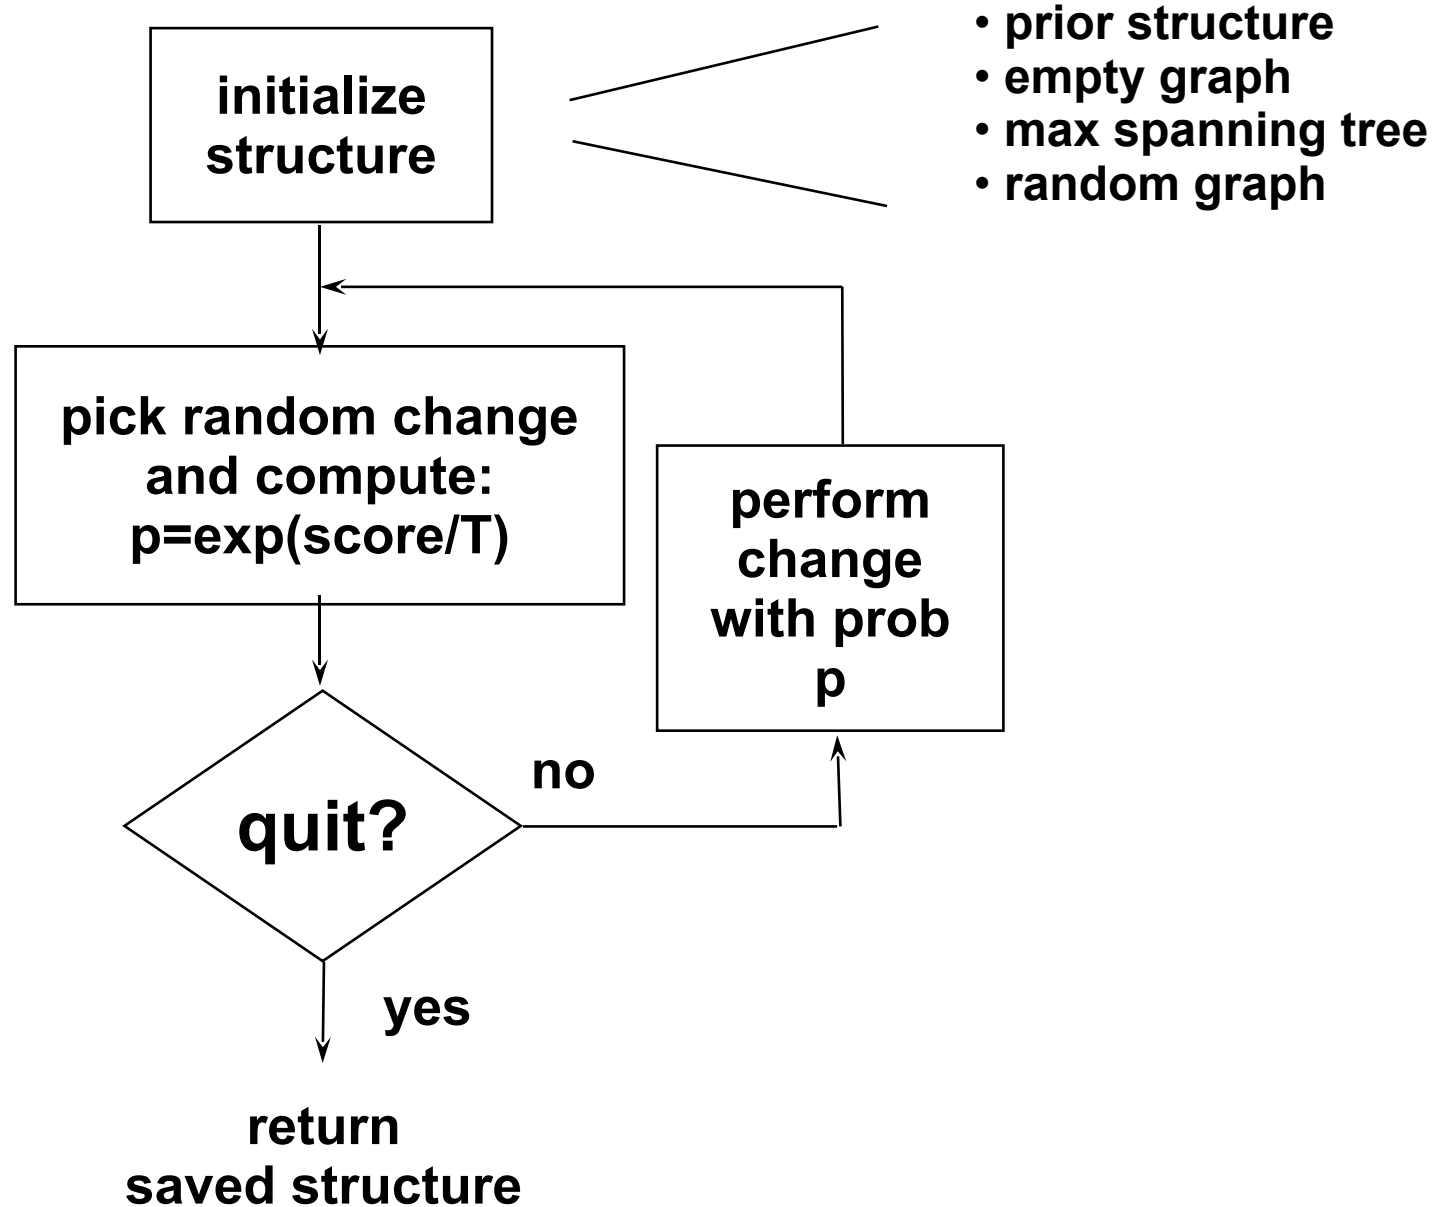 initialize
structure
• prior structure
• empty graph
• max spanning tree
• random graph
pick random change
and compute:
p=exp(score/T)
perform
change
with prob
p
quit?
no
yes
return
saved structure